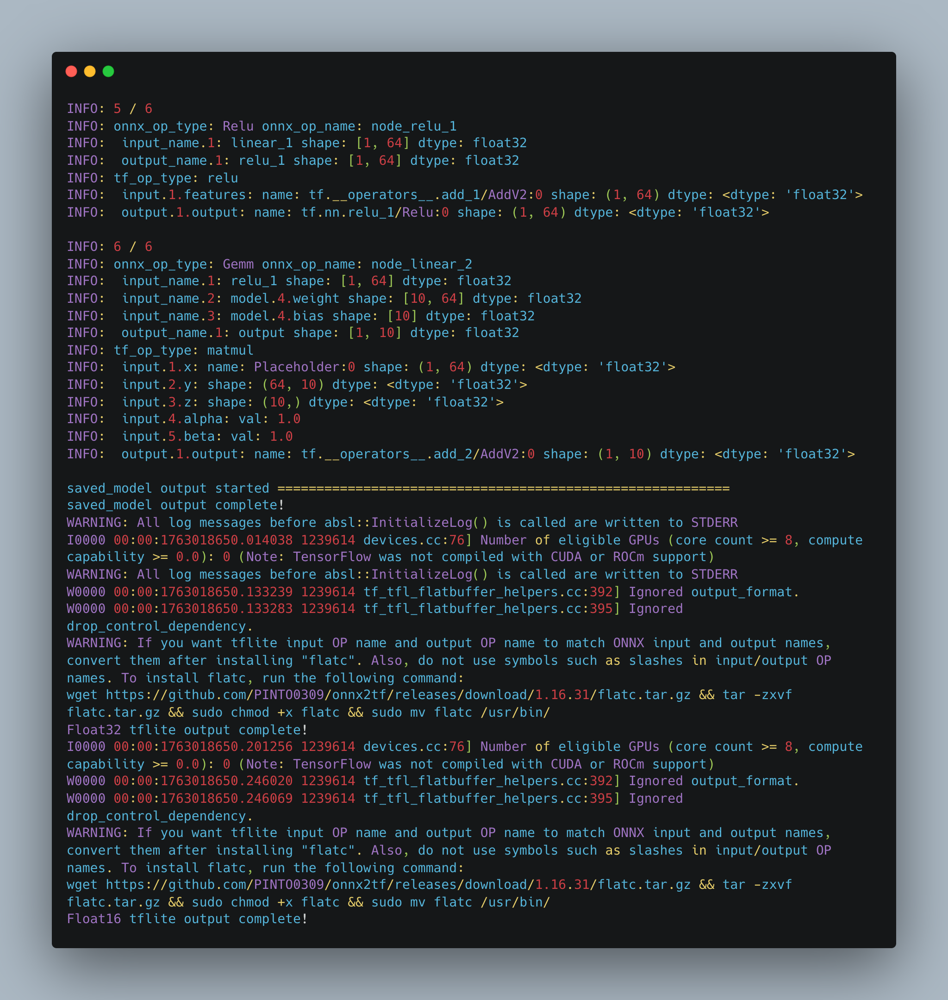 INFO: 5 / 6
INFO: onnx_op_type: Relu onnx_op_name: node_relu_1
INFO:  input_name.1: linear_1 shape: [1, 64] dtype: float32
INFO:  output_name.1: relu_1 shape: [1, 64] dtype: float32
INFO: tf_op_type: relu
INFO:  input.1.features: name: tf.__operators__.add_1/AddV2:0 shape: (1, 64) dtype: <dtype: 'float32'>
INFO:  output.1.output: name: tf.nn.relu_1/Relu:0 shape: (1, 64) dtype: <dtype: 'float32'>

INFO: 6 / 6
INFO: onnx_op_type: Gemm onnx_op_name: node_linear_2
INFO:  input_name.1: relu_1 shape: [1, 64] dtype: float32
INFO:  input_name.2: model.4.weight shape: [10, 64] dtype: float32
INFO:  input_name.3: model.4.bias shape: [10] dtype: float32
INFO:  output_name.1: output shape: [1, 10] dtype: float32
INFO: tf_op_type: matmul
INFO:  input.1.x: name: Placeholder:0 shape: (1, 64) dtype: <dtype: 'float32'>
INFO:  input.2.y: shape: (64, 10) dtype: <dtype: 'float32'>
INFO:  input.3.z: shape: (10,) dtype: <dtype: 'float32'>
INFO:  input.4.alpha: val: 1.0
INFO:  input.5.beta: val: 1.0
INFO:  output.1.output: name: tf.__operators__.add_2/AddV2:0 shape: (1, 10) dtype: <dtype: 'float32'>

saved_model output started ==========================================================
saved_model output complete!
WARNING: All log messages before absl::InitializeLog() is called are written to STDERR
I0000 00:00:1763018650.014038 1239614 devices.cc:76] Number of eligible GPUs (core count >= 8, compute
capability >= 0.0): 0 (Note: TensorFlow was not compiled with CUDA or ROCm support)
WARNING: All log messages before absl::InitializeLog() is called are written to STDERR
W0000 00:00:1763018650.133239 1239614 tf_tfl_flatbuffer_helpers.cc:392] Ignored output_format.
W0000 00:00:1763018650.133283 1239614 tf_tfl_flatbuffer_helpers.cc:395] Ignored
drop_control_dependency.
WARNING: If you want tflite input OP name and output OP name to match ONNX input and output names,
convert them after installing "flatc". Also, do not use symbols such as slashes in input/output OP
names. To install flatc, run the following command:
wget https://github.com/PINTO0309/onnx2tf/releases/download/1.16.31/flatc.tar.gz && tar -zxvf
flatc.tar.gz && sudo chmod +x flatc && sudo mv flatc /usr/bin/
Float32 tflite output complete!
I0000 00:00:1763018650.201256 1239614 devices.cc:76] Number of eligible GPUs (core count >= 8, compute
capability >= 0.0): 0 (Note: TensorFlow was not compiled with CUDA or ROCm support)
W0000 00:00:1763018650.246020 1239614 tf_tfl_flatbuffer_helpers.cc:392] Ignored output_format.
W0000 00:00:1763018650.246069 1239614 tf_tfl_flatbuffer_helpers.cc:395] Ignored
drop_control_dependency.
WARNING: If you want tflite input OP name and output OP name to match ONNX input and output names,
convert them after installing "flatc". Also, do not use symbols such as slashes in input/output OP
names. To install flatc, run the following command:
wget https://github.com/PINTO0309/onnx2tf/releases/download/1.16.31/flatc.tar.gz && tar -zxvf
flatc.tar.gz && sudo chmod +x flatc && sudo mv flatc /usr/bin/
Float16 tflite output complete!